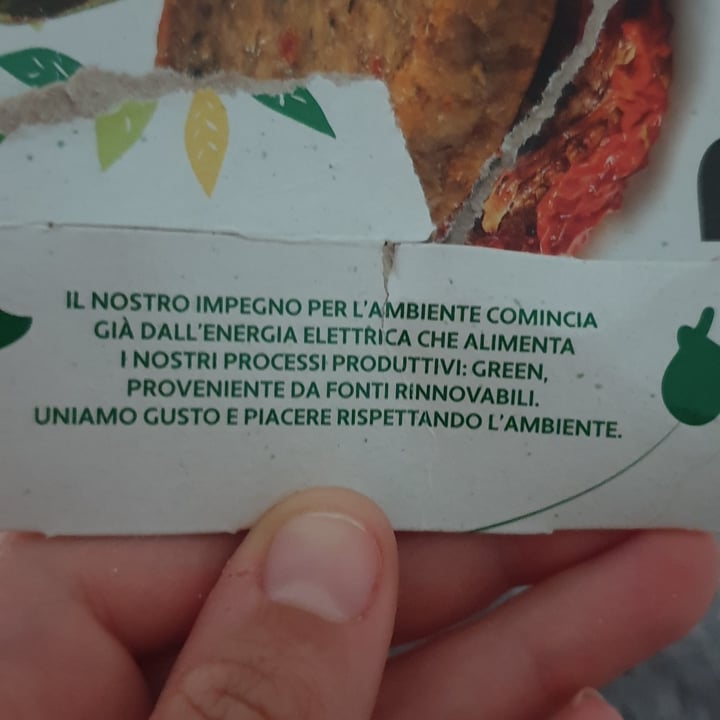 IL NOSTRO IMPEGNO PER L'AMBIENTE COMINCIA
GIÀ DALL'ENERGIA ELETTRICA CHE ALIMENTA
I NOSTRI PROCESSI PRODUTTIVI: GREEN,
PROVENIENTE DA FONTI RINNOVABILI.
UNIAMO GUSTO E PIACERE RISPETTANDO L'AMBIENTE.